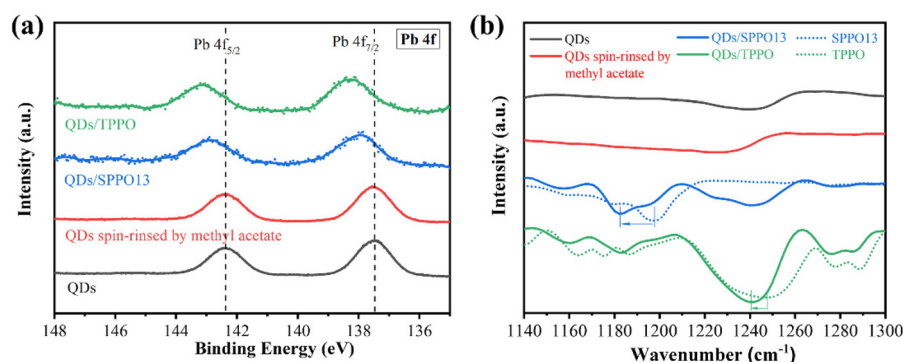 (a)
Pb 4f5/2
Pb 4f7/2
Pb 4f
QDs/TPPO
QDs/SPPO13
QDs spin-rinsed by methyl acetate
QDs
Intensity (a.u.)
148 146 144 142 140 138 136
Binding Energy (eV)
(b)
QDs
QDs spin-rinsed by
methyl acetate
QDs/SPPO13
SPPO13
QDs/TPPO
TPPO
Intensity (a.u.)
1140 1160 1180 1200 1220 1240 1260 1280 1300
Wavenumber (cm-1)